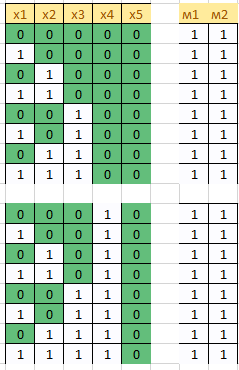 x1 x2 x3 x4 x5 м1 м2
0 0 0 0 0 1 1
1 0 0 0 0 1 1
0 1 0 0 0 1 1
1 1 0 0 0 1 1
0 0 1 0 0 1 1
1 0 1 0 0 1 1
0 1 1 0 0 1 1
1 1 1 0 0 1 1
0 0 0 1 0 1 1
1 0 0 1 0 1 1
0 1 0 1 0 1 1
1 1 0 1 0 1 1
0 0 1 1 0 1 1
1 0 1 1 0 1 1
0 1 1 1 0 1 1
1 1 1 1 0 1 1